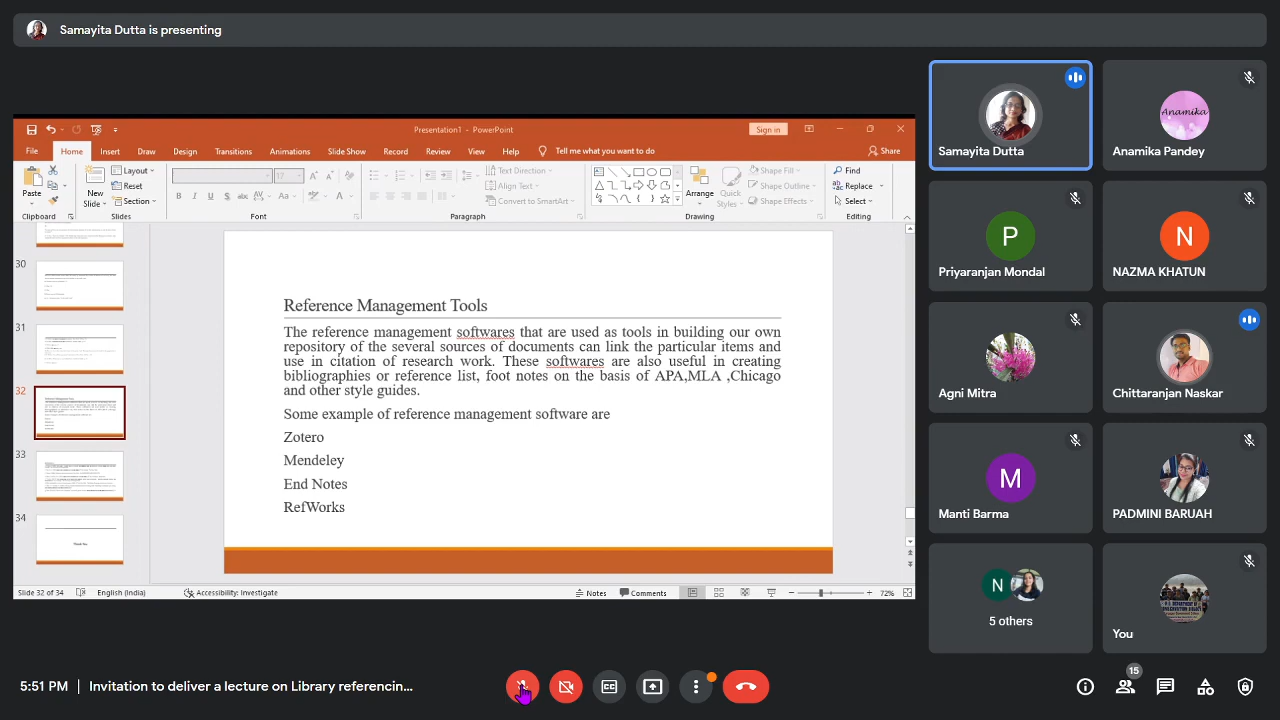 Samayita Dutta is presenting
Presentation1 - PowerPoint
Sign in
File Home Insert Draw Design Transitions Animations Slide Show Record Review View Help Tell me what you want to do Share
Paste
Clipboard
New Slide
Layout
Reset
Section
Slides
17
B I U S abc AV Aa A
Font
Text Direction
Align Text
Convert to SmartArt
Paragraph
Arrange
Quick Styles
Shape Fill
Shape Outline
Shape Effects
Drawing
Find
Replace
Select
Editing
30
31
32
33
34
Thank You
Reference Management Tools
The reference management softwares that are used as tools in building our own
repository of the several sources of documents can link the particular items and
use in citation of research work. These softwares are also useful in creating
bibliographies or reference list, foot notes on the basis of APA,MLA ,Chicago
and other style guides.
Some example of reference management software are
Zotero
Mendeley
End Notes
RefWorks
Slide 32 of 34 English (India) Accessibility: Investigate Notes Comments 72%
Samayita Dutta
Anamika
Anamika Pandey
P
Priyaranjan Mondal
N
NAZMA KHATUN
Agni Mitra
Chittaranjan Naskar
M
Manti Barma
PADMINI BARUAH
N
5 others
You
5:51 PM Invitation to deliver a lecture on Library referencin...
CC
15